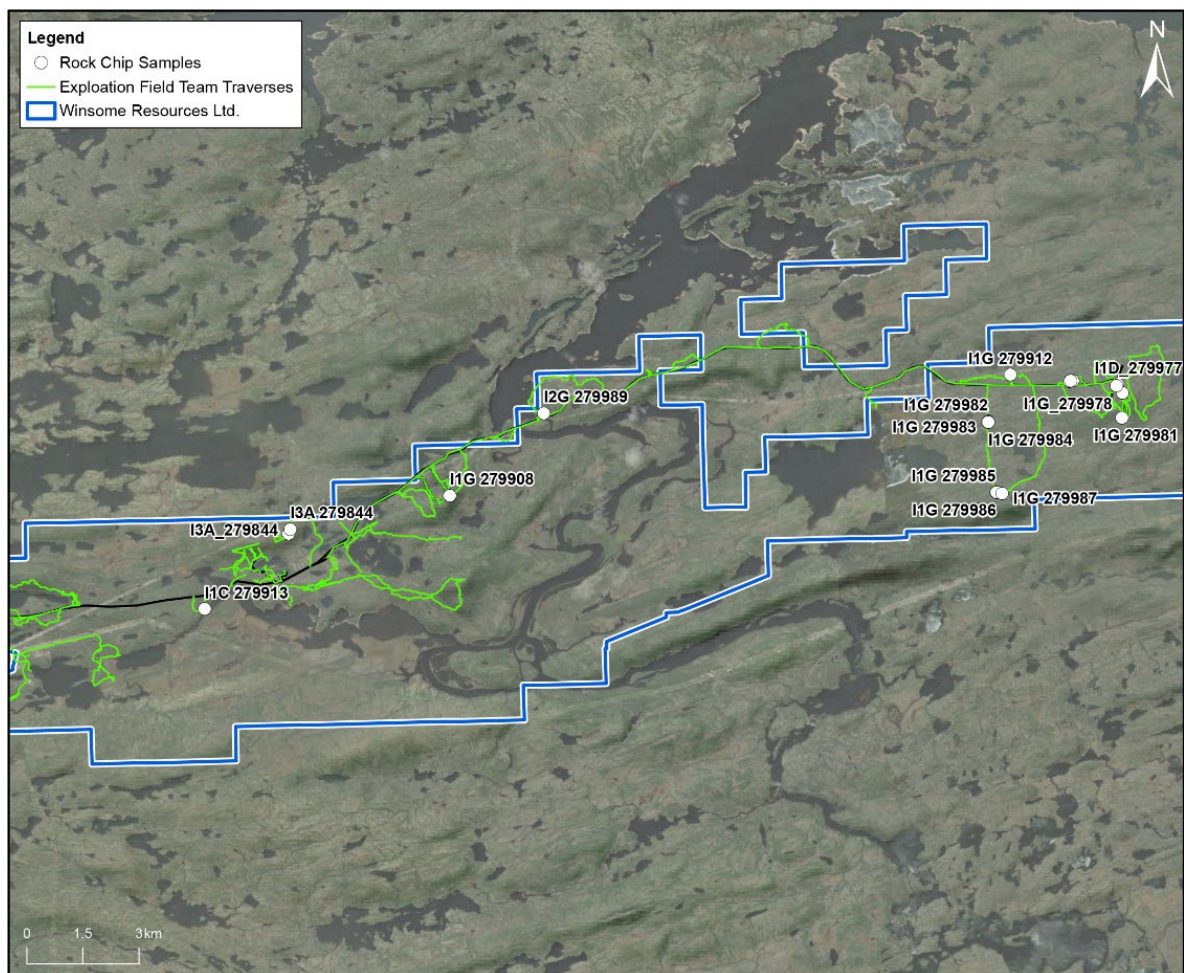 Legend
Rock Chip Samples
Exploation Field Team Traverses
Winsome Resources Ltd.
N
I1G 279912
I1D_279977
I2G 279989
I1G 279982
I1G_279978
I1G 279983
I1G 279984
I1G 279981
I1G 279908
I1G 279985
I1G 279986
I1G 279987
I3A 279844
I3A_279844
I1C 279913
0 1.5 3km